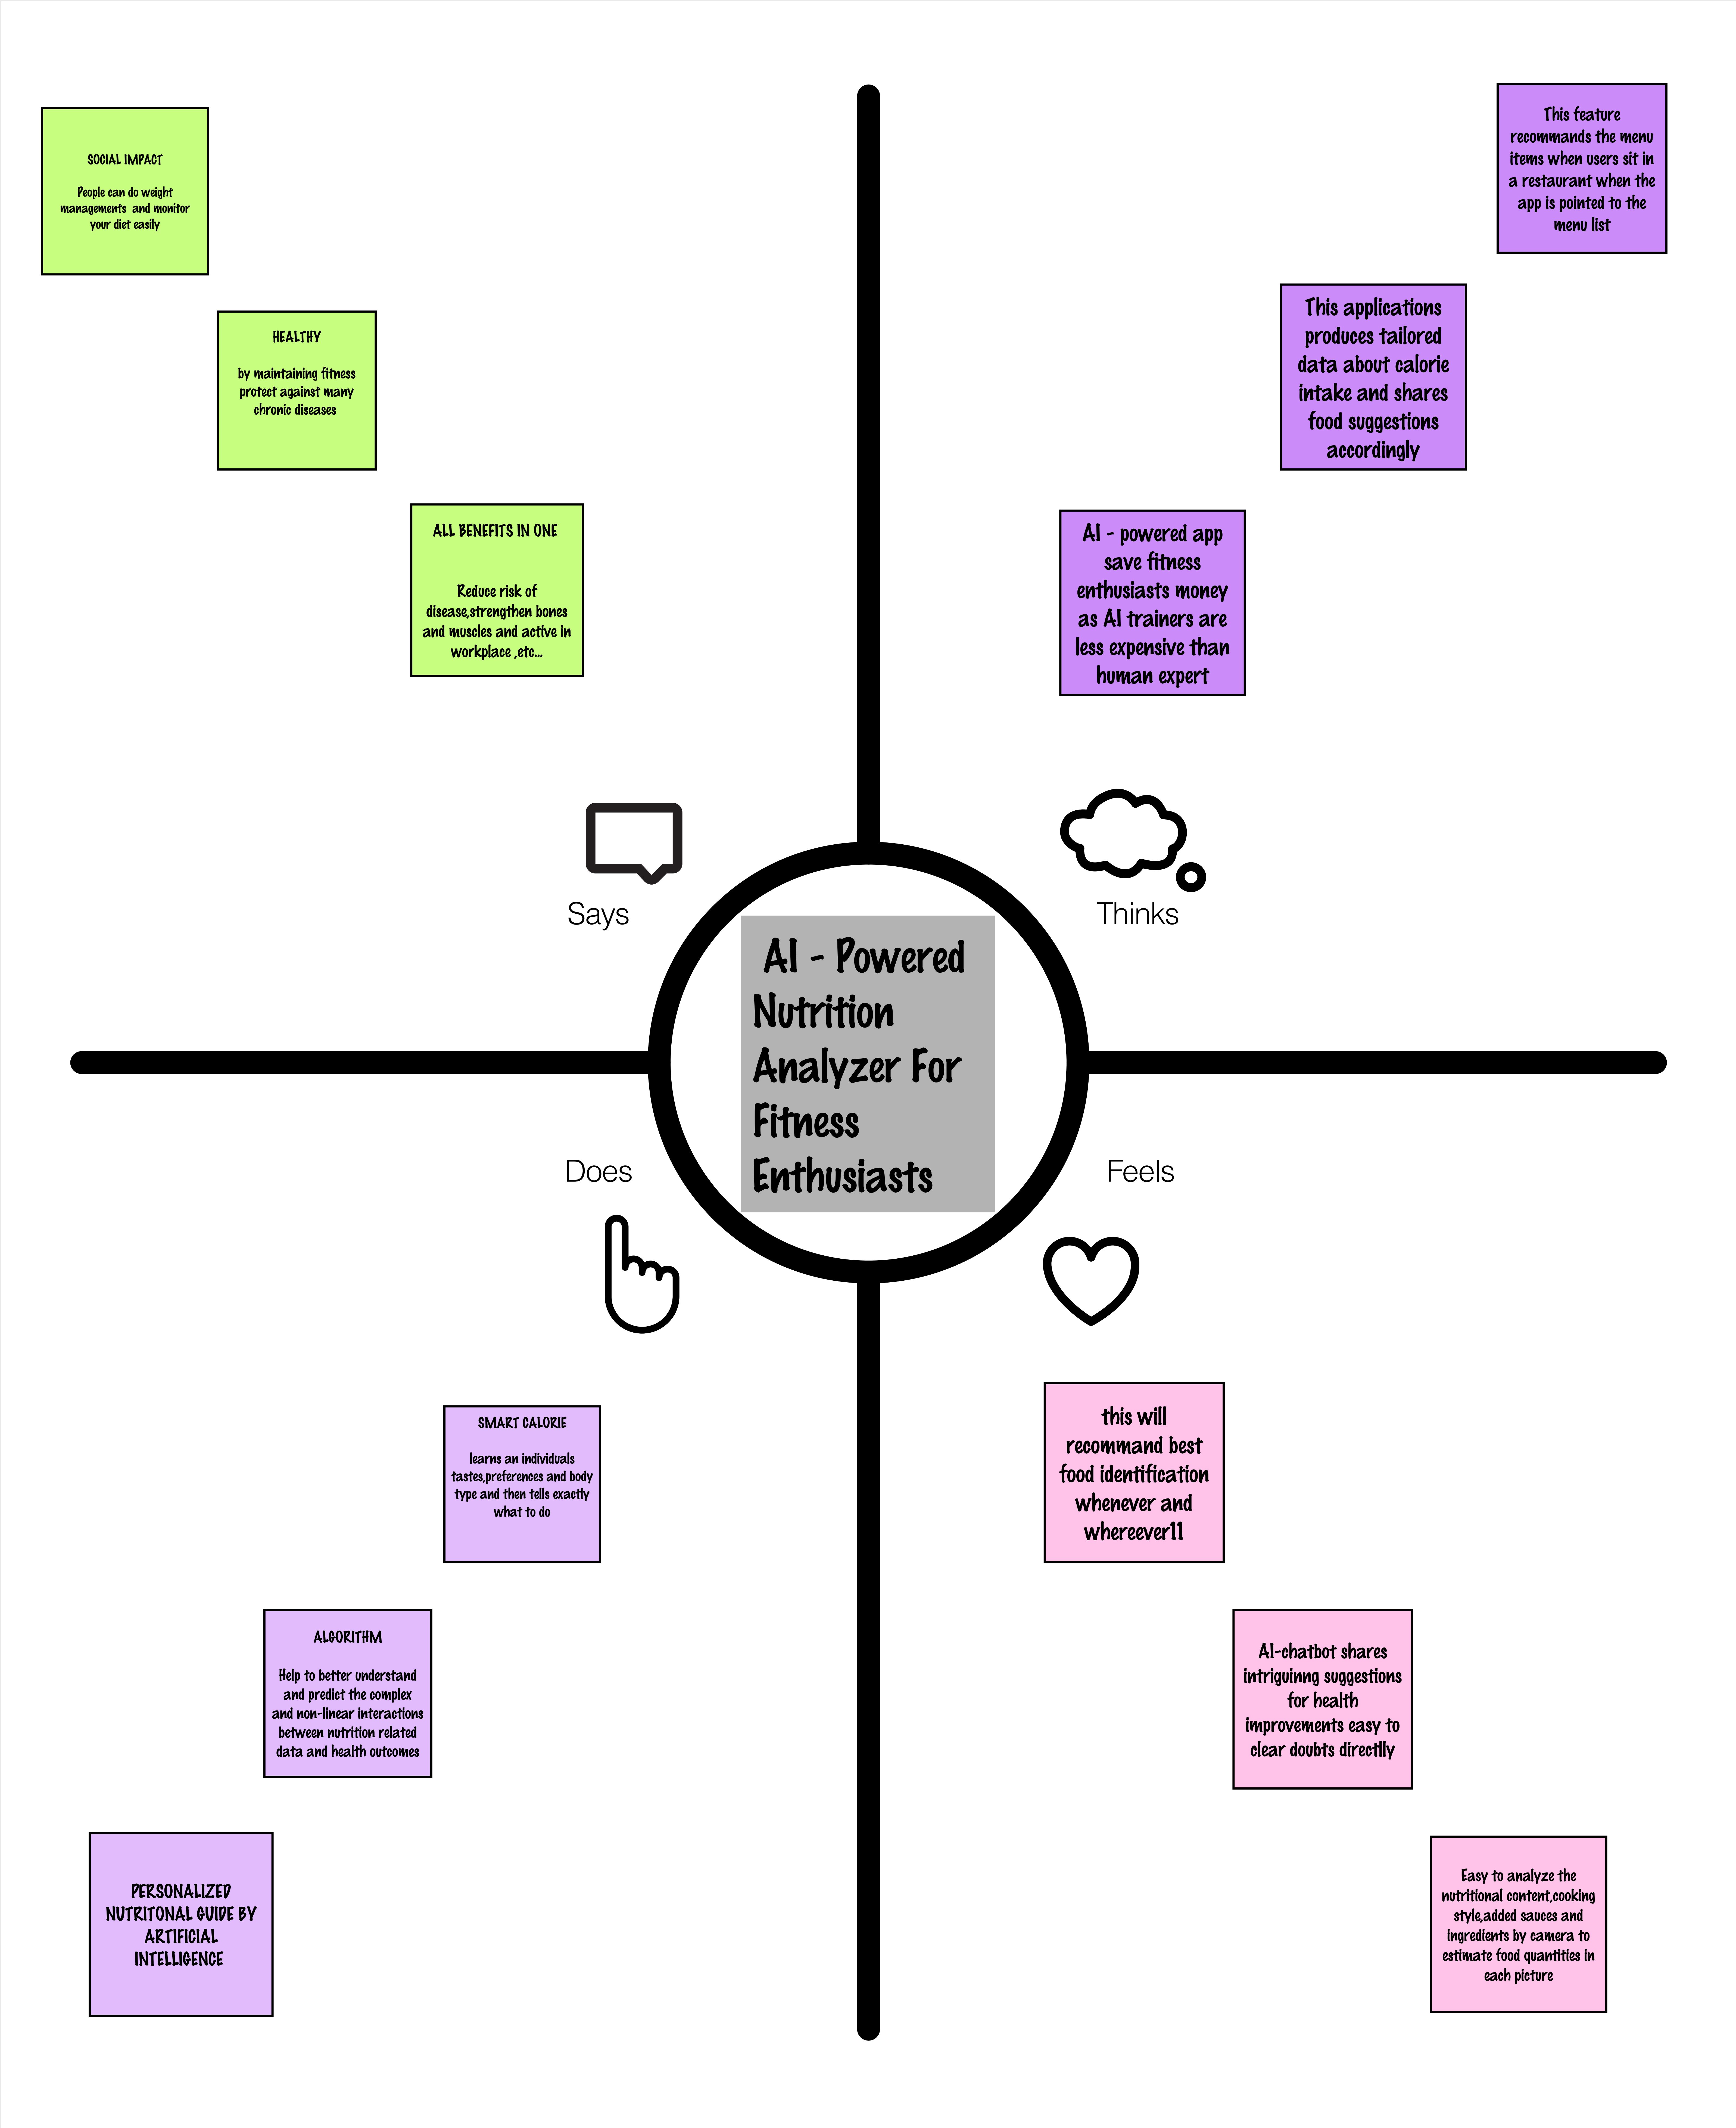 SOCIAL IMPACT
People can do weight
managements  and monitor
your diet easily
HEALTHY
by maintaining fitness
protect against many
chronic diseases
ALL BENEFITS IN ONE
Reduce risk of
disease,strengthen bones
and muscles and active in
workplace ,etc...
Says
This feature
recommands the menu
items when users sit in
a restaurant when the
app is pointed to the
menu list
This applications
produces tailored
data about calorie
intake and shares
food suggestions
accordingly
AI - powered app
save fitness
enthusiasts money
as AI trainers are
less expensive than
human expert
Thinks
AI - Powered
Nutrition
Analyzer For
Fitness
Enthusiasts
Does
SMART CALORIE
learns an individuals
tastes,preferences and body
type and then tells exactly
what to do
ALGORITHM
Help to better understand
and predict the complex
and non-linear interactions
between nutrition related
data and health outcomes
PERSONALIZED
NUTRITONAL GUIDE BY
ARTIFICIAL
INTELLIGENCE
Feels
this will
recommand best
food identification
whenever and
whereever11
AI-chatbot shares
intriguinng suggestions
for health
improvements easy to
clear doubts directlly
Easy to analyze the
nutritional content,cooking
style,added sauces and
ingredients by camera to
estimate food quantities in
each picture